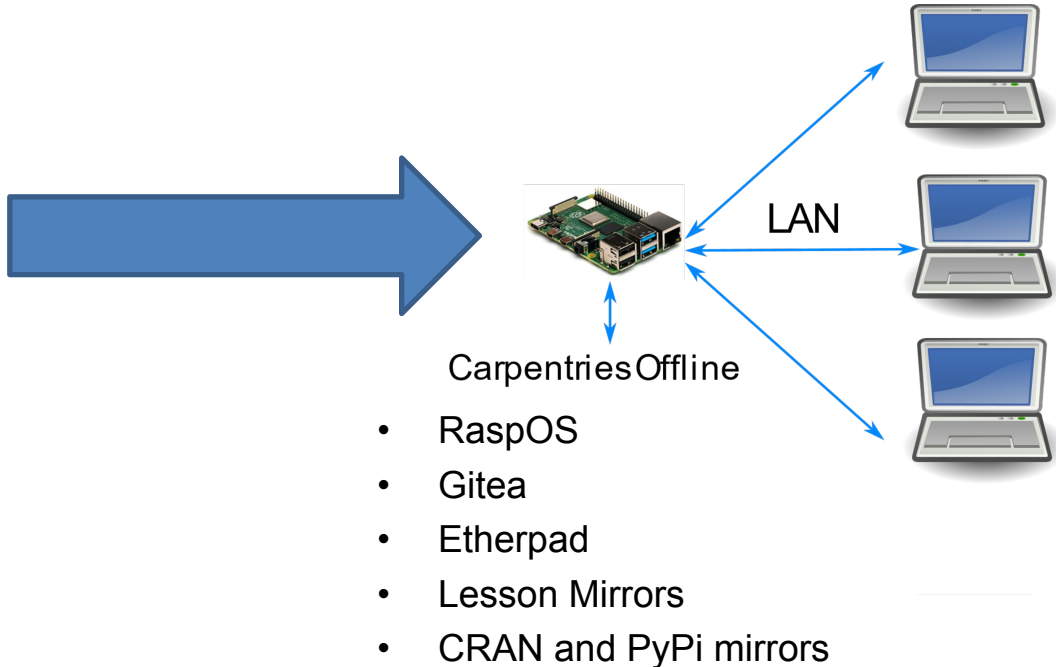 LAN
CarpentriesOffline
• RaspOS
• Gitea
• Etherpad
• Lesson Mirrors
• CRAN and PyPi mirrors